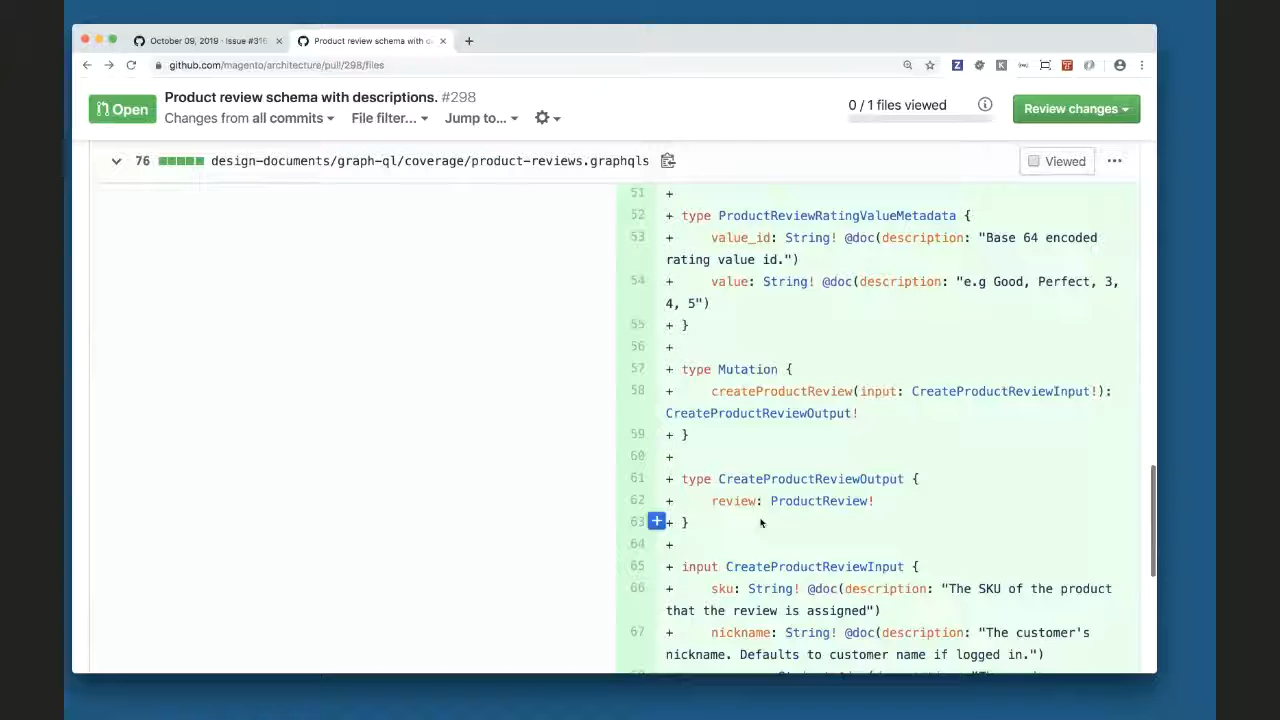 October 09, 2019 - Issue #316
Product review schema with d
github.com/magento/architecture/pull/298/files
Open
Product review schema with descriptions. #298
Changes from all commits
File filter...
Jump to...
0 / 1 files viewed
Review changes
76
design-documents/graph-ql/coverage/product-reviews.graphqls
Viewed
51 +
52 + type ProductReviewRatingValueMetadata {
53 + value_id: String! @doc(description: "Base 64 encoded
rating value id.")
54 + value: String! @doc(description: "e.g Good, Perfect, 3,
4, 5")
55 + }
56 +
57 + type Mutation {
58 + createProductReview(input: CreateProductReviewInput!):
CreateProductReviewOutput!
59 + }
60 +
61 + type CreateProductReviewOutput {
62 + review: ProductReview!
63 + }
64 +
65 + input CreateProductReviewInput {
66 + sku: String! @doc(description: "The SKU of the product
that the review is assigned")
67 + nickname: String! @doc(description: "The customer's
nickname. Defaults to customer name if logged in.")